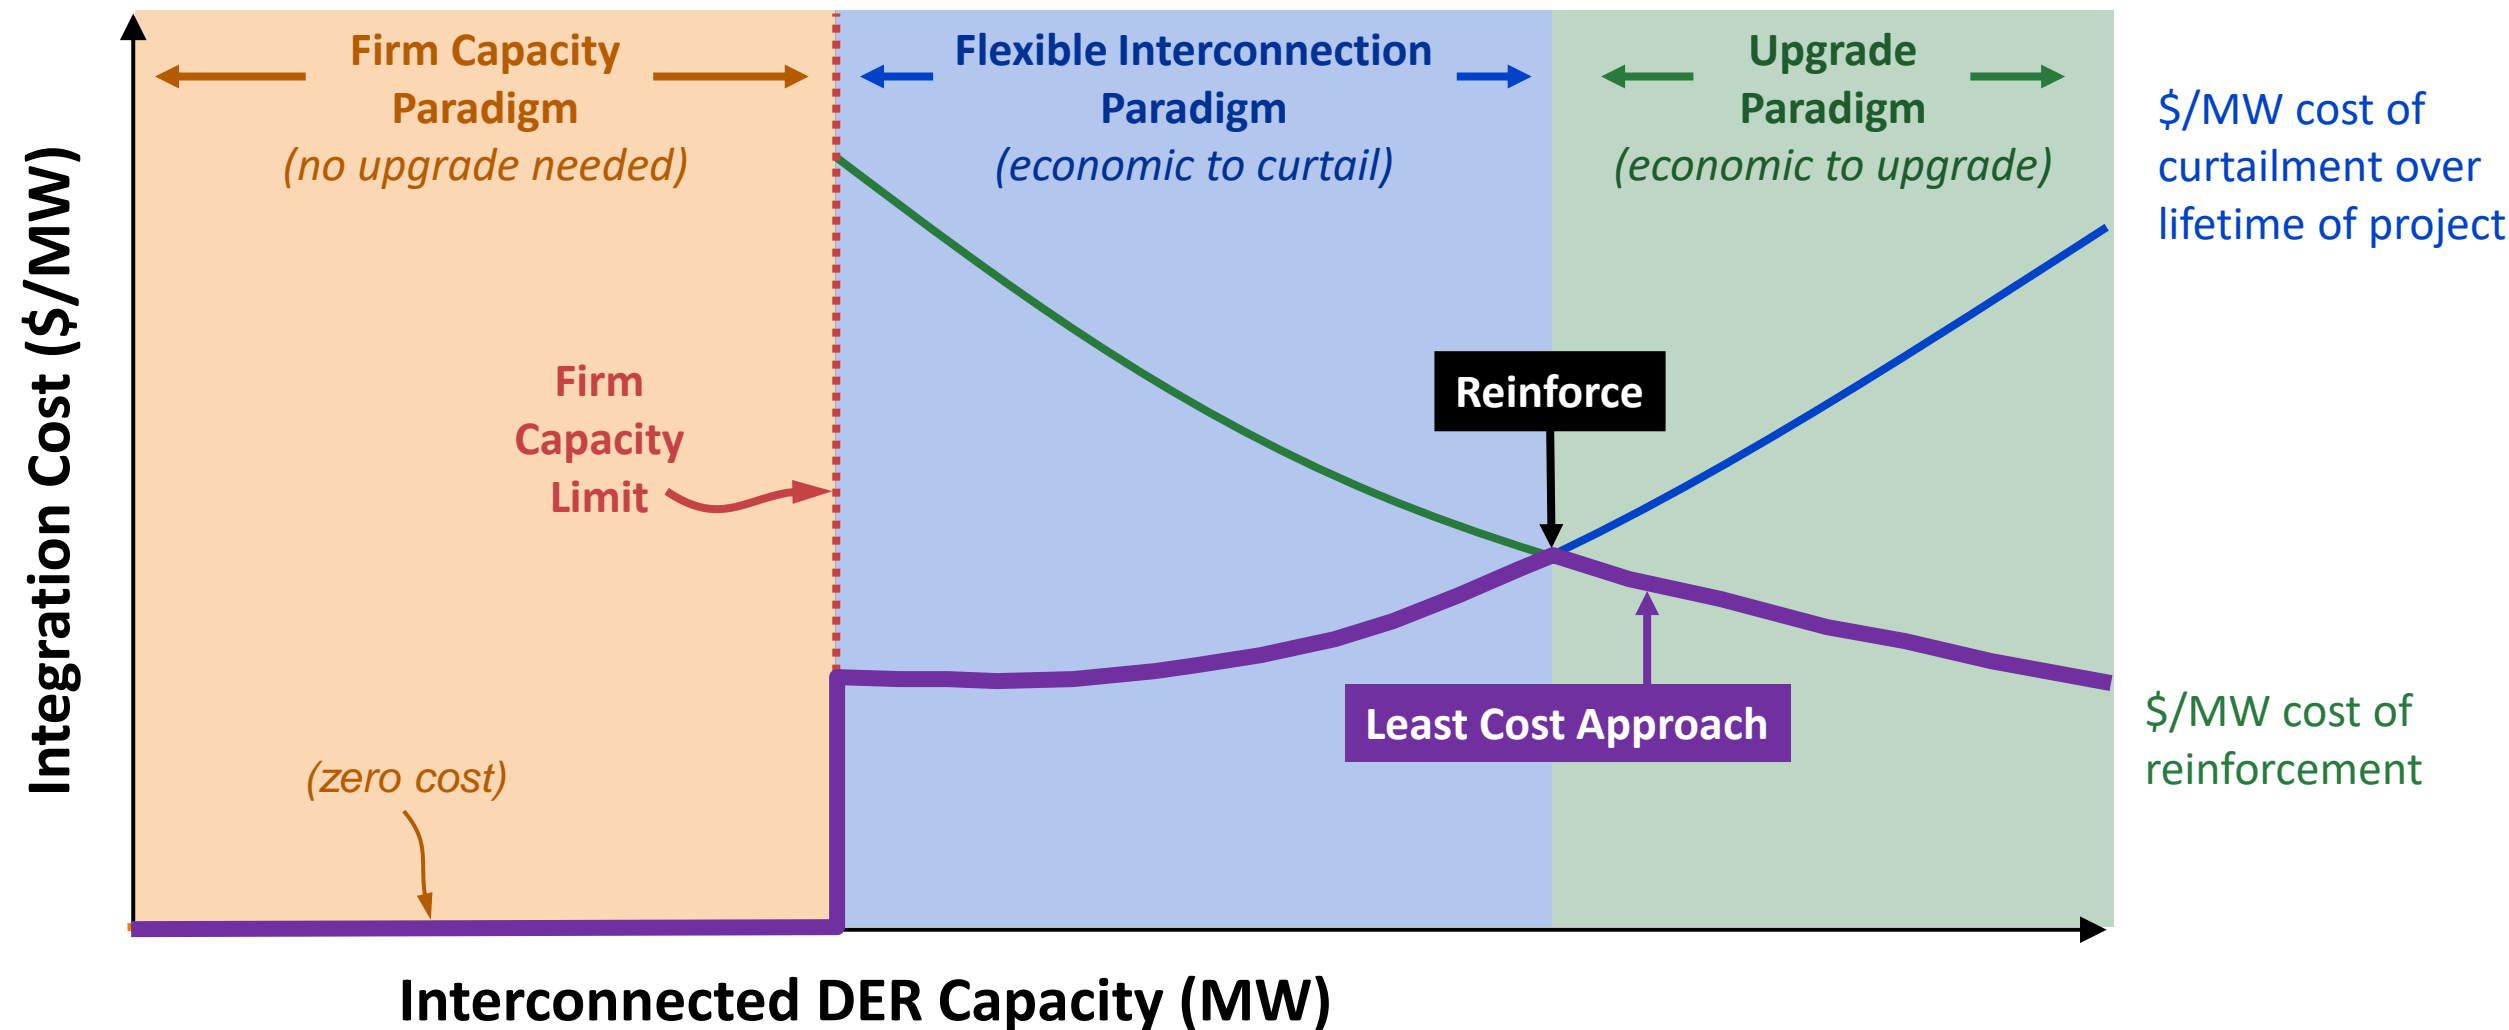 Firm Capacity
Paradigm
(no upgrade needed)
Flexible Interconnection
Paradigm
(economic to curtail)
Upgrade
Paradigm
(economic to upgrade)
$/MW cost of
curtailment over
lifetime of project
Integration Cost ($/MW)
Firm
Capacity
Limit
Reinforce
Least Cost Approach
$/MW cost of
reinforcement
(zero cost)
Interconnected DER Capacity (MW)